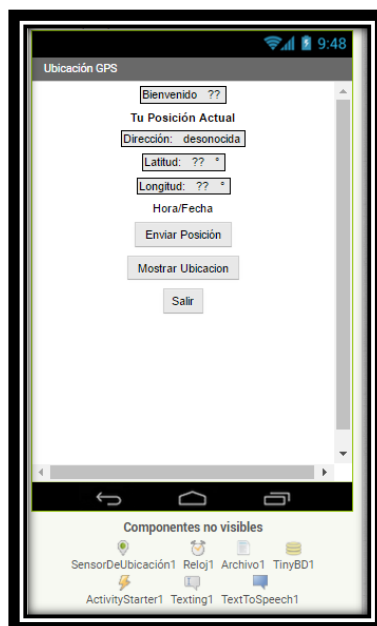 9:48
Ubicación GPS
Bienvenido ??
Tu Posición Actual
Dirección: desonocida
Latitud: ?? °
Longitud: ?? °
Hora/Fecha
Enviar Posición
Mostrar Ubicacion
Salir
Componentes no visibles
SensorDeUbicación1 Reloj1 Archivo1 TinyBD1
ActivityStarter1 Texting1 TextToSpeech1